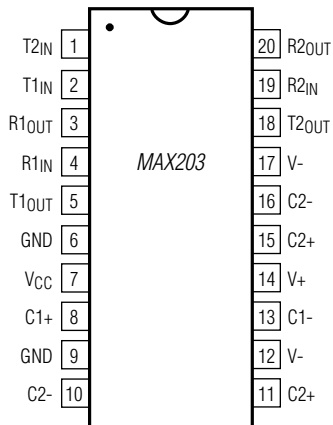 T2IN 1 20 R2OUT
T1IN 2 19 R2IN
R1OUT 3 18 T2OUT
R1IN 4 MAX203 17 V-
T1OUT 5 16 C2-
GND 6 15 C2+
VCC 7 14 V+
C1+ 8 13 C1-
GND 9 12 V-
C2- 10 11 C2+